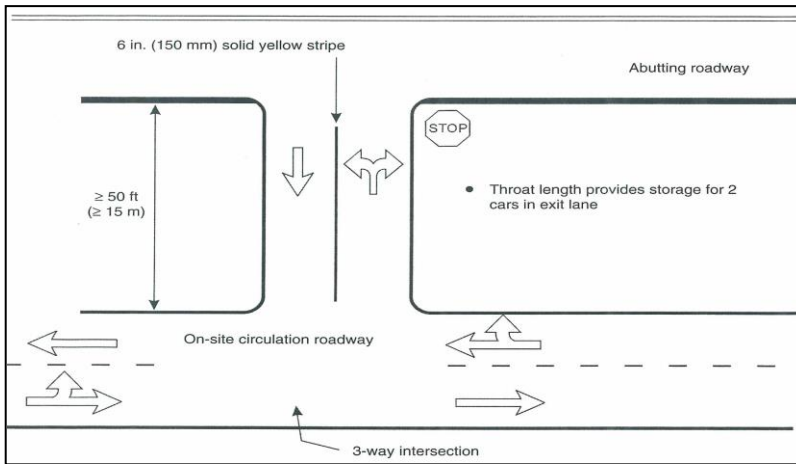 6 in. (150 mm) solid yellow stripe
Abutting roadway
STOP
≥ 50 ft
(≥ 15 m)
• Throat length provides storage for 2
cars in exit lane
On-site circulation roadway
3-way intersection